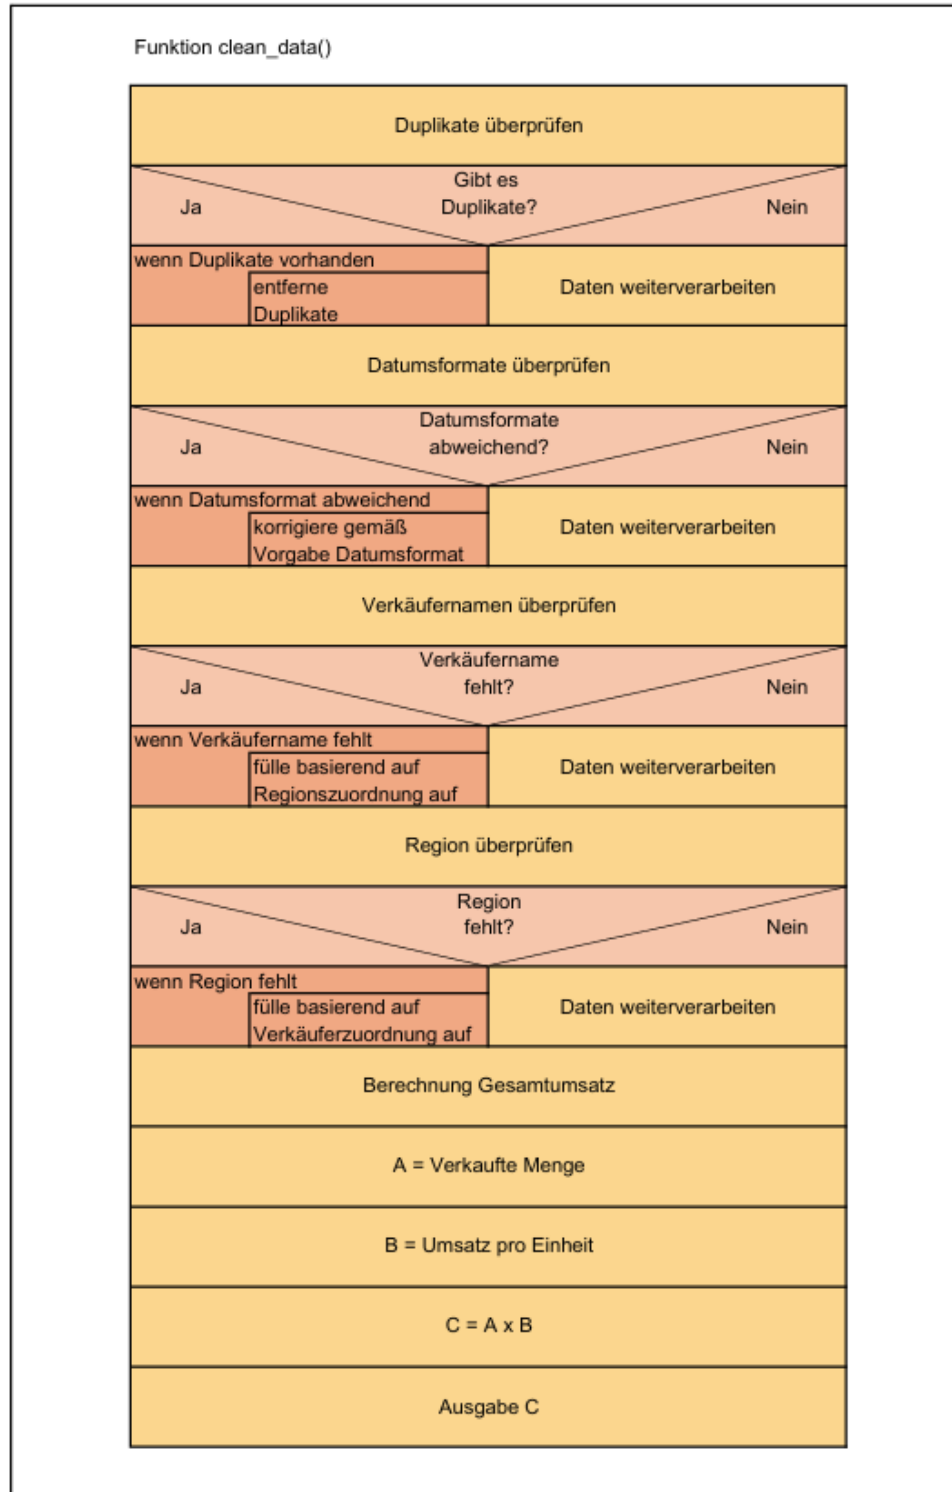 Funktion clean_data()
Duplikate überprüfen
Gibt es
Duplikate?
Ja
Nein
wenn Duplikate vorhanden
entferne
Duplikate
Daten weiterverarbeiten
Datumsformate überprüfen
Datumsformate
abweichend?
Ja
Nein
wenn Datumsformat abweichend
korrigiere gemäß
Vorgabe Datumsformat
Daten weiterverarbeiten
Verkäufernamen überprüfen
Verkäufername
fehlt?
Ja
Nein
wenn Verkäufername fehlt
fülle basierend auf
Regionszuordnung auf
Daten weiterverarbeiten
Region überprüfen
Region
fehlt?
Ja
Nein
wenn Region fehlt
fülle basierend auf
Verkäuferzuordnung auf
Daten weiterverarbeiten
Berechnung Gesamtumsatz
A = Verkaufte Menge
B = Umsatz pro Einheit
C = A x B
Ausgabe C